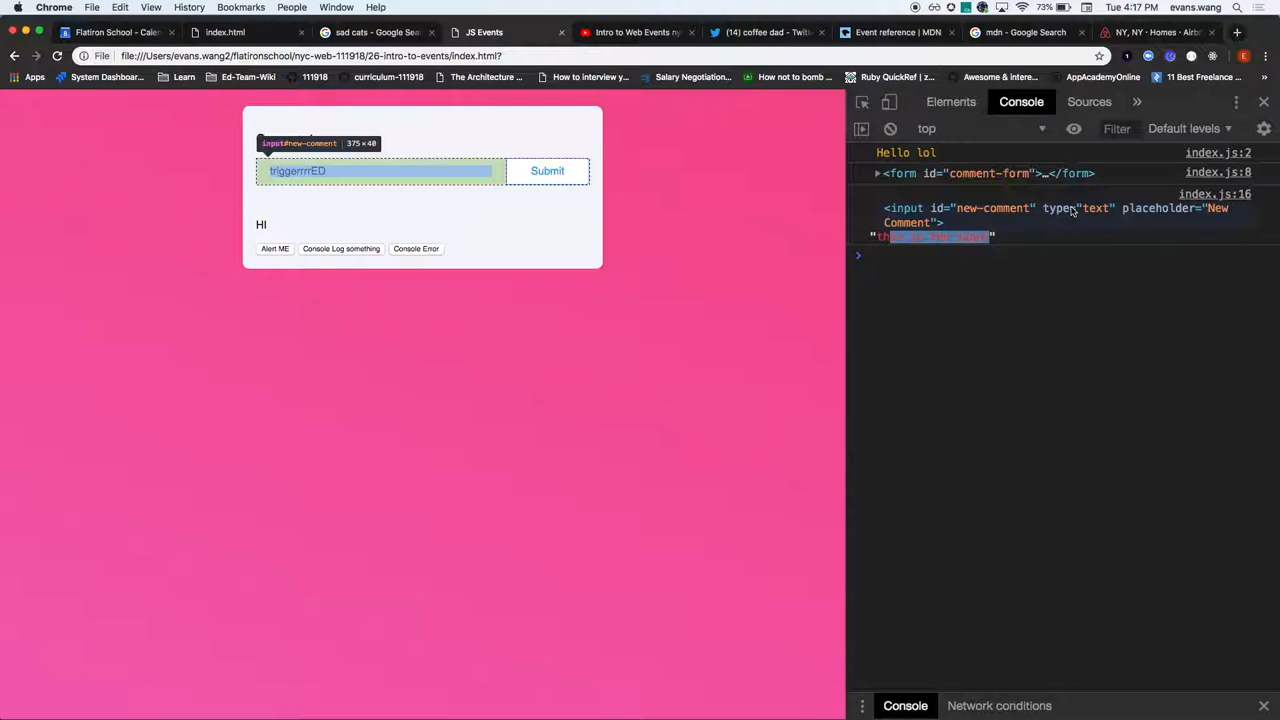 Chrome File Edit View History Bookmarks People Window Help 73% Tue 4:17 PM evans.wang
Flatiron School - Calen index.html sad cats - Google Sear JS Events Intro to Web Events ny (14) coffee dad - Twitt Event reference | MDN mdn - Google Search NY, NY · Homes · Airb
File file:///Users/evans.wang2/flatironschool/nyc-web-111918/26-intro-to-events/index.html?
Apps System Dashboar... Learn Ed-Team-Wiki 111918 curriculum-111918 The Architecture ... How to interview y... Salary Negotiation... How not to bomb ... Ruby QuickRef | z... Awesome & intere... AppAcademyOnline 11 Best Freelance ...
Elements Console Sources »
top Filter Default levels
Hello lol index.js:2
<form id="comment-form">…</form> index.js:8
index.js:16
<input id="new-comment" type="text" placeholder="New
Comment">
input#new-comment 375×40
triggerrrrED Submit
HI
Alert ME Console Log something Console Error
Console Network conditions